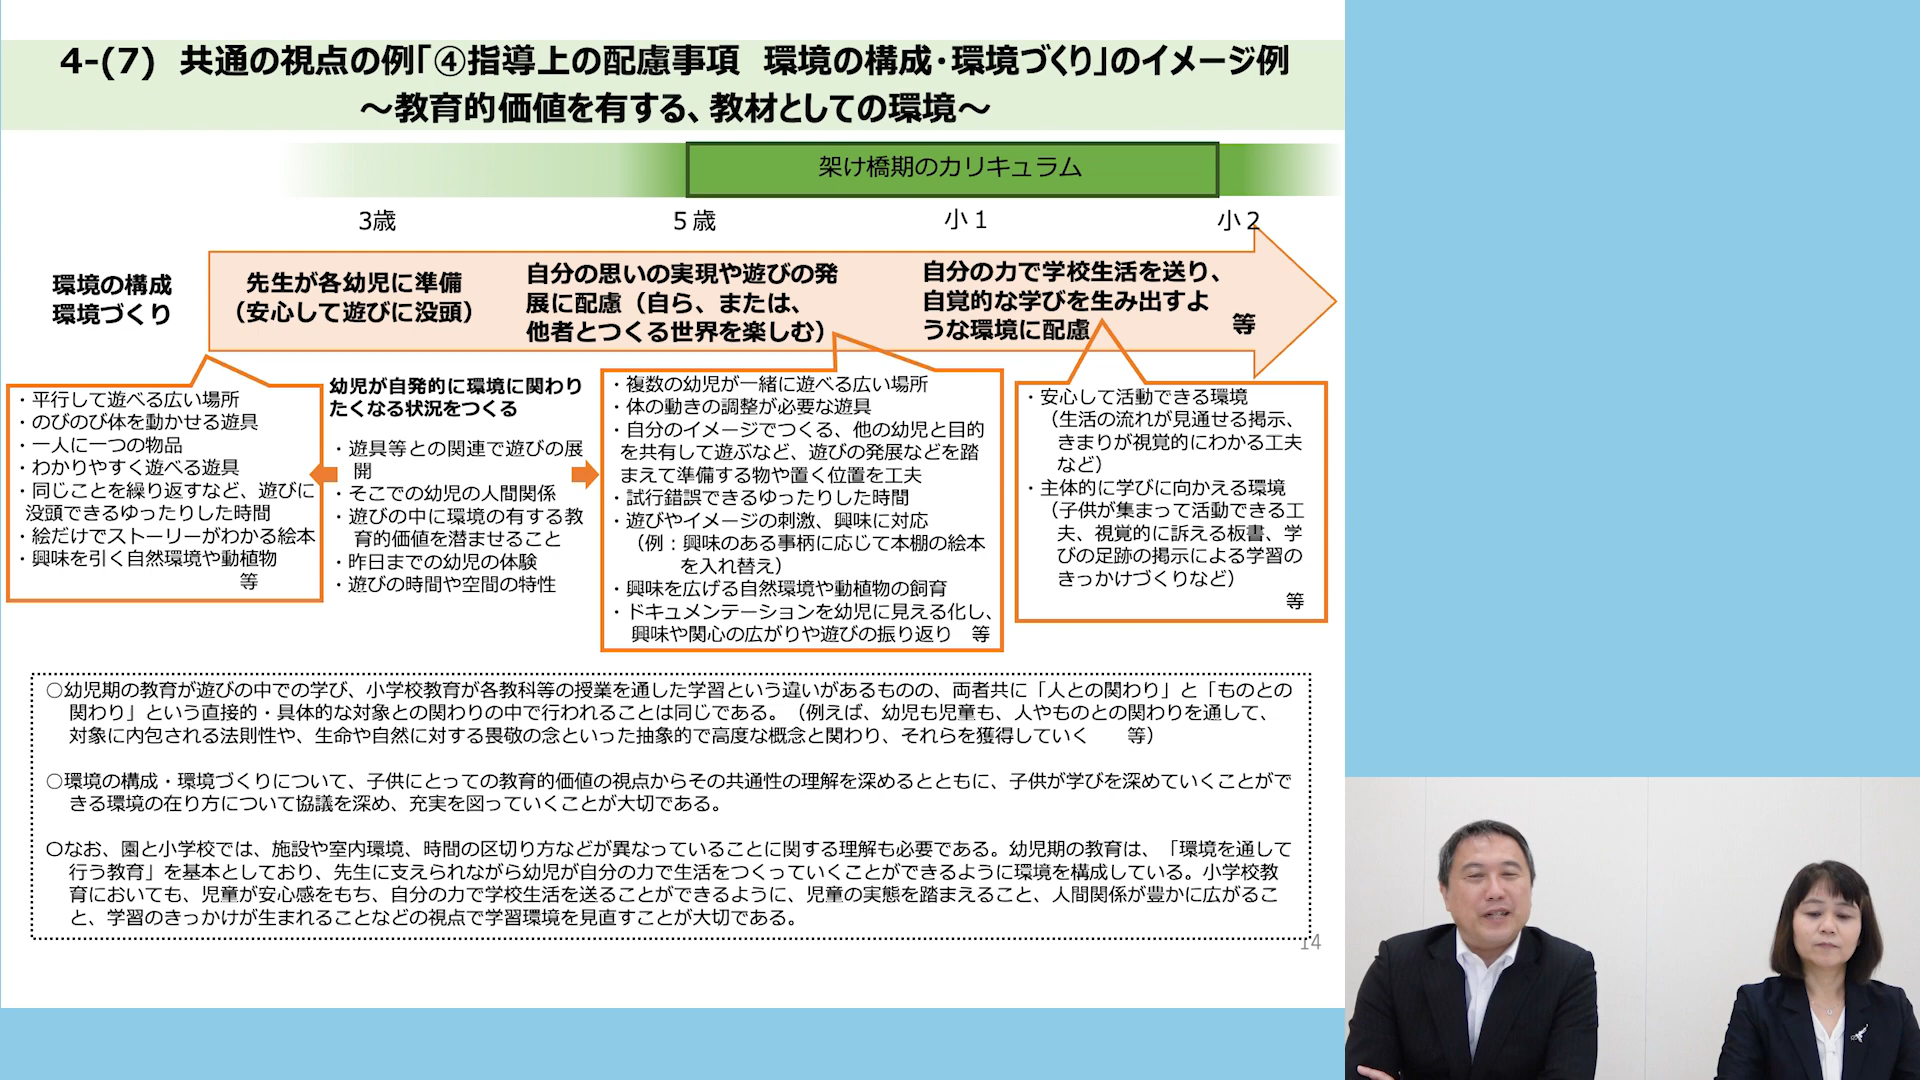 4-(7) 共通の視点の例「④指導上の配慮事項 環境の構成・環境づくり」のイメージ例
～教育的価値を有する、教材としての環境～
架け橋期のカリキュラム
3歳
５歳
小１
小２
環境の構成
環境づくり
先生が各幼児に準備
（安心して遊びに没頭）
自分の思いの実現や遊びの発
展に配慮（自ら、または、
他者とつくる世界を楽しむ）
自分の力で学校生活を送り、
自覚的な学びを生み出すよ
うな環境に配慮
等
・平行して遊べる広い場所
・のびのび体を動かせる遊具
・一人に一つの物品
・わかりやすく遊べる遊具
・同じことを繰り返すなど、遊びに
没頭できるゆったりした時間
・絵だけでストーリーがわかる絵本
・興味を引く自然環境や動植物
等
幼児が自発的に環境に関わり
たくなる状況をつくる
・遊具等との関連で遊びの展
開
・そこでの幼児の人間関係
・遊びの中に環境の有する教
育的価値を潜ませること
・昨日までの幼児の体験
・遊びの時間や空間の特性
・複数の幼児が一緒に遊べる広い場所
・体の動きの調整が必要な遊具
・自分のイメージでつくる、他の幼児と目的
を共有して遊ぶなど、遊びの発展などを踏
まえて準備する物や置く位置を工夫
・試行錯誤できるゆったりした時間
・遊びやイメージの刺激、興味に対応
（例：興味のある事柄に応じて本棚の絵本
を入れ替え）
・興味を広げる自然環境や動植物の飼育
・ドキュメンテーションを幼児に見える化し、
興味や関心の広がりや遊びの振り返り 等
・安心して活動できる環境
（生活の流れが見通せる掲示、
きまりが視覚的にわかる工夫
など）
・主体的に学びに向かえる環境
（子供が集まって活動できる工
夫、視覚的に訴える板書、学
びの足跡の掲示による学習の
きっかけづくりなど）
等
○幼児期の教育が遊びの中での学び、小学校教育が各教科等の授業を通した学習という違いがあるものの、両者共に「人との関わり」と「ものとの
関わり」という直接的・具体的な対象との関わりの中で行われることは同じである。（例えば、幼児も児童も、人やものとの関わりを通して、
対象に内包される法則性や、生命や自然に対する畏敬の念といった抽象的で高度な概念と関わり、それらを獲得していく 等）
○環境の構成・環境づくりについて、子供にとっての教育的価値の視点からその共通性の理解を深めるとともに、子供が学びを深めていくことがで
きる環境の在り方について協議を深め、充実を図っていくことが大切である。
○なお、園と小学校では、施設や室内環境、時間の区切り方などが異なっていることに関する理解も必要である。幼児期の教育は、「環境を通して
行う教育」を基本としており、先生に支えられながら幼児が自分の力で生活をつくっていくことができるように環境を構成している。小学校教
育においても、児童が安心感をもち、自分の力で学校生活を送ることができるように、児童の実態を踏まえること、人間関係が豊かに広がるこ
と、学習のきっかけが生まれることなどの視点で学習環境を見直すことが大切である。
14